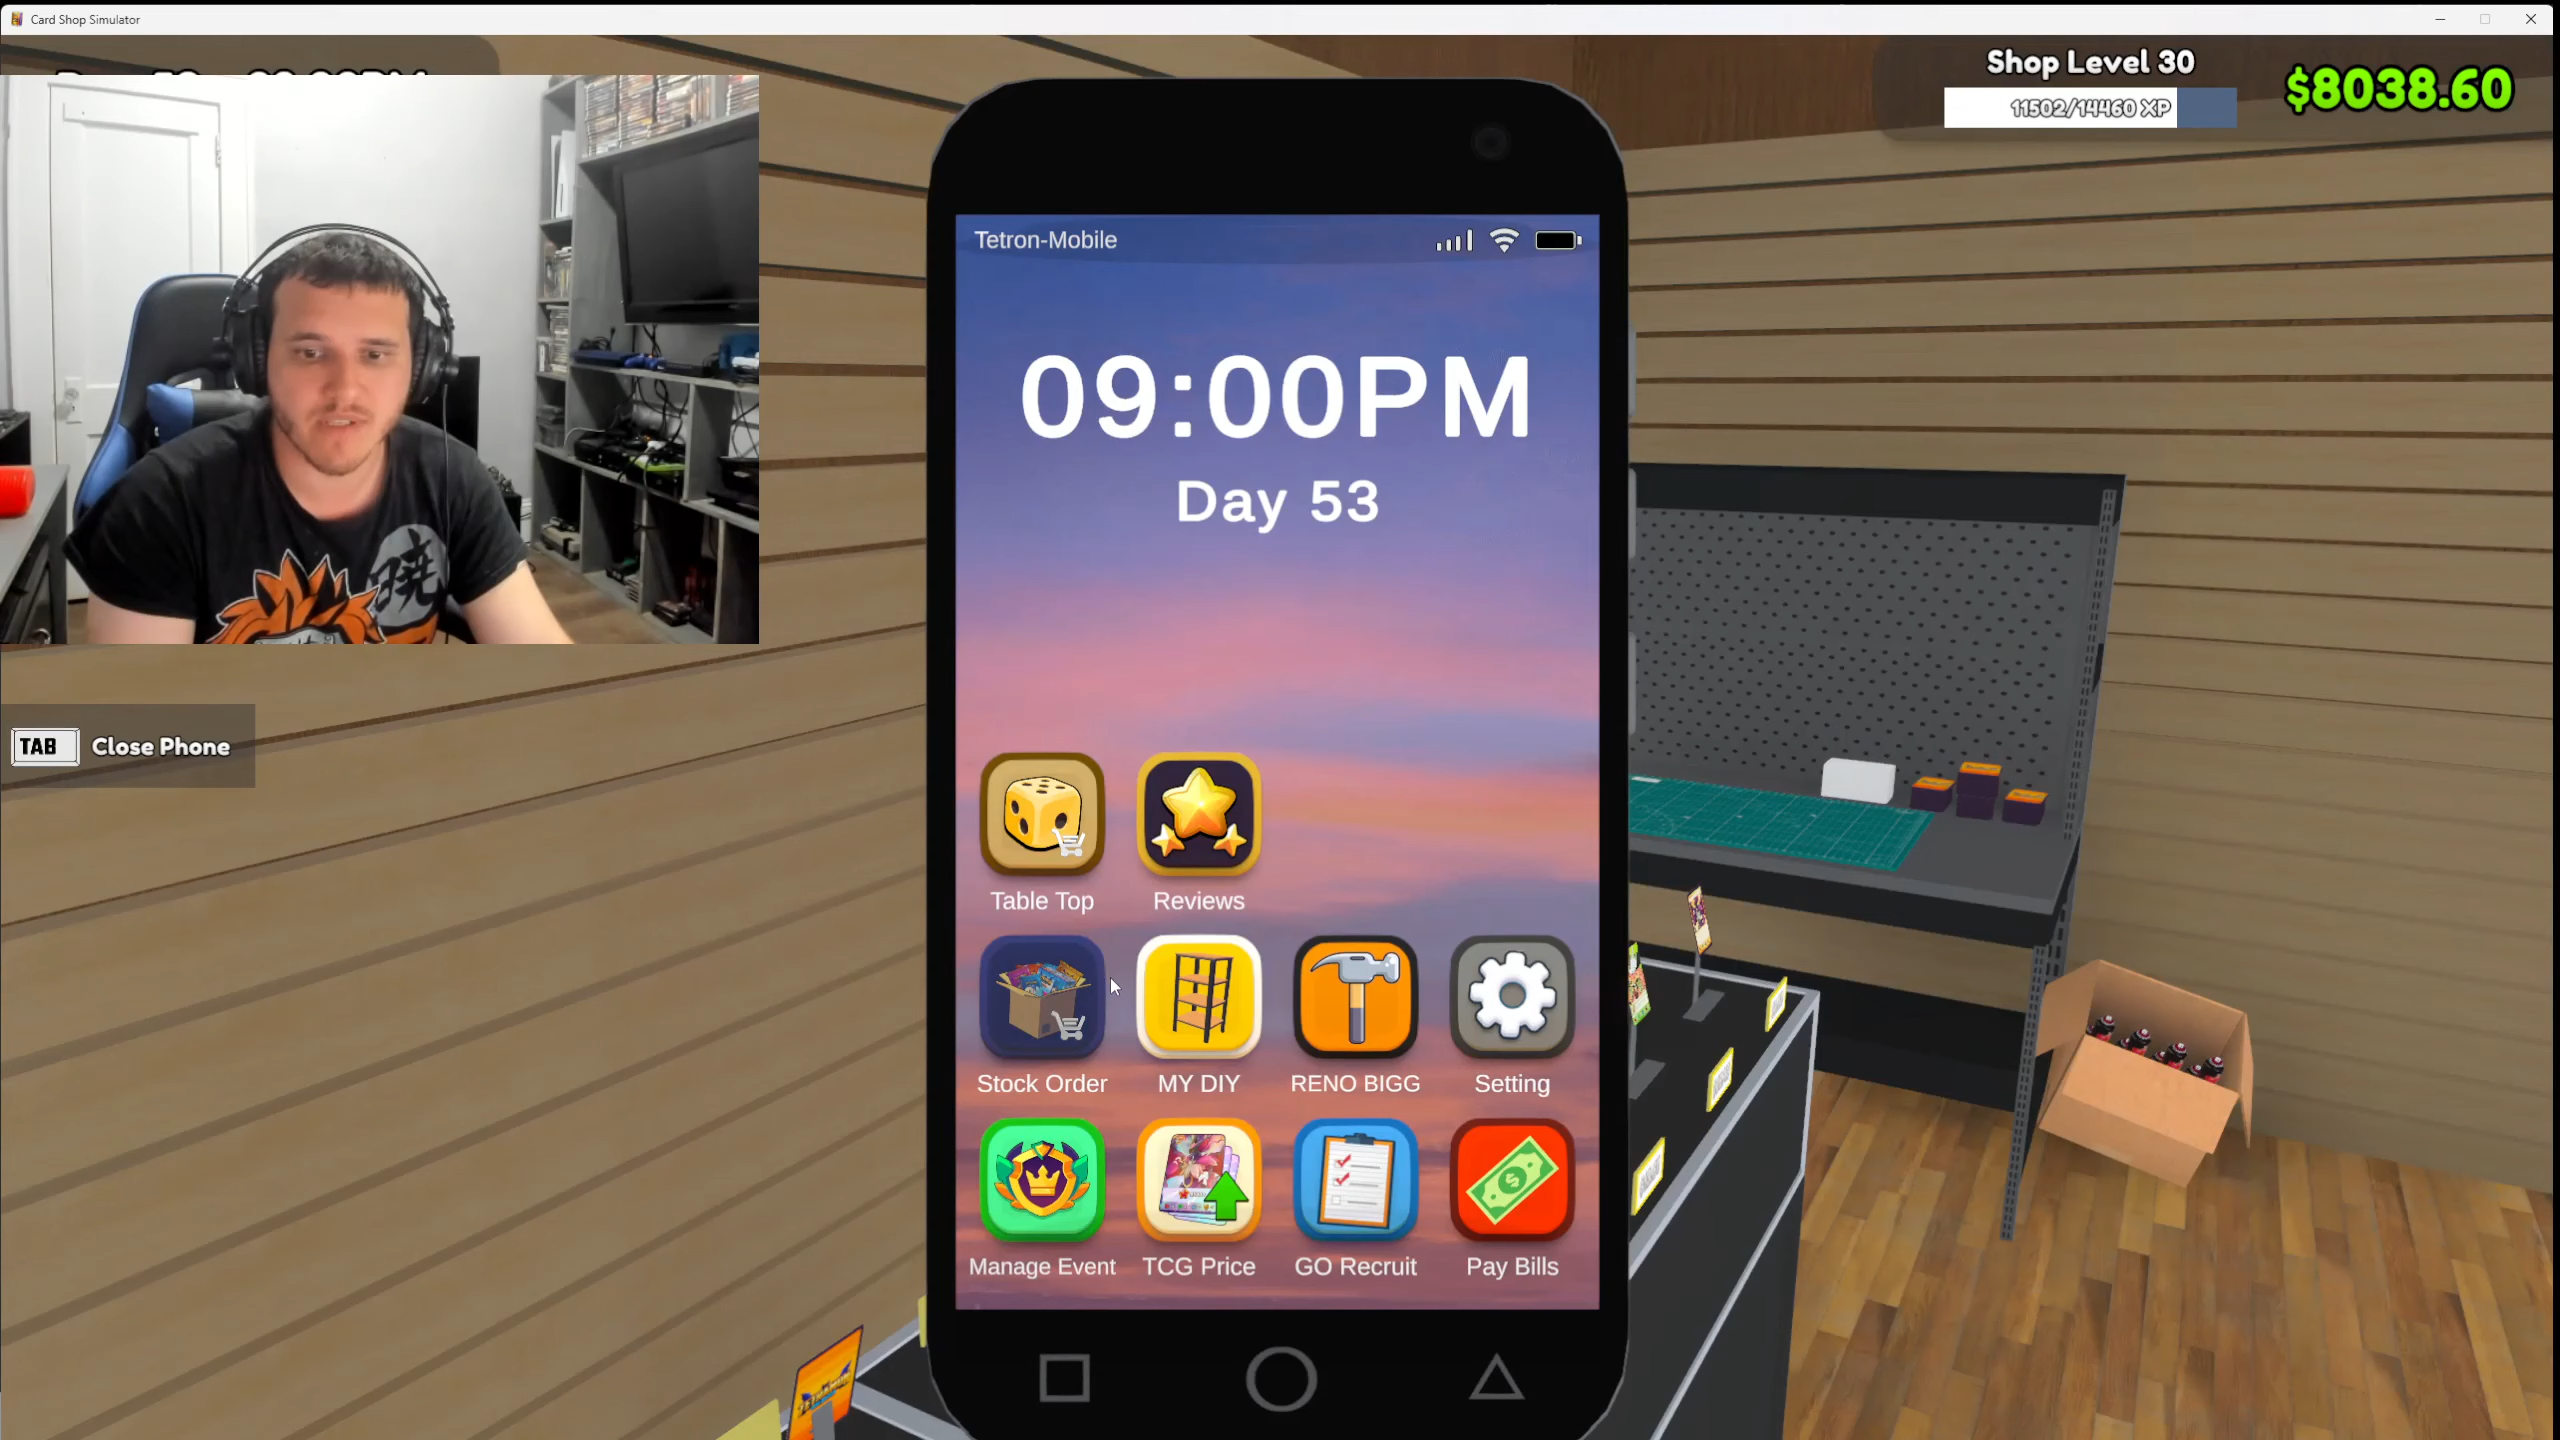 Card Shop Simulator
Shop Level 30
11502/14460 XP
$8038.60
Tetron-Mobile
09:00PM
Day 53
暁
TAB Close Phone
Table Top
Reviews
Stock Order
MY DIY
RENO BIGG
Setting
Manage Event
TCG Price
GO Recruit
Pay Bills